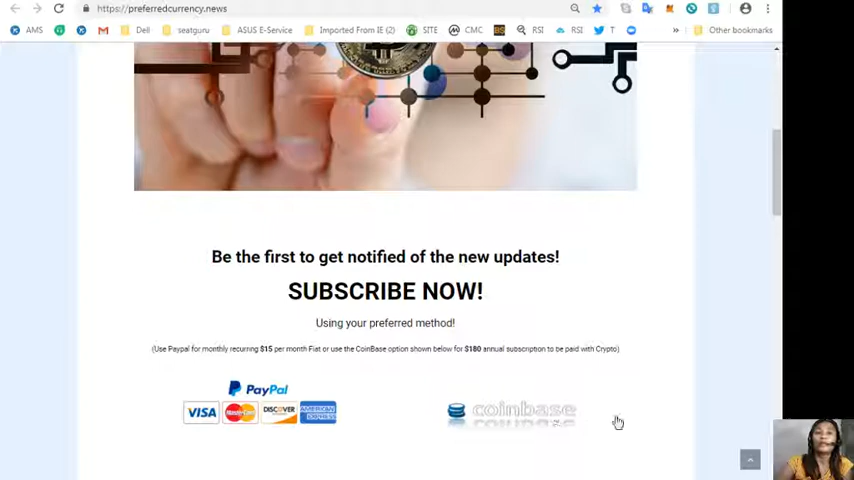 https://preferredcurrency.news
AMS
Dell
seatguru
ASUS E-Service
Imported From IE (2)
SITE
CMC
RSI
RSI
T
»
Other bookmarks
Be the first to get notified of the new updates!
SUBSCRIBE NOW!
Using your preferred method!
(Use Paypal for monthly recurring $15 per month Fiat or use the CoinBase option shown below for $180 annual subscription to be paid with Crypto)
PayPal
VISA MasterCard DISCOVER AMERICAN EXPRESS
coinbase